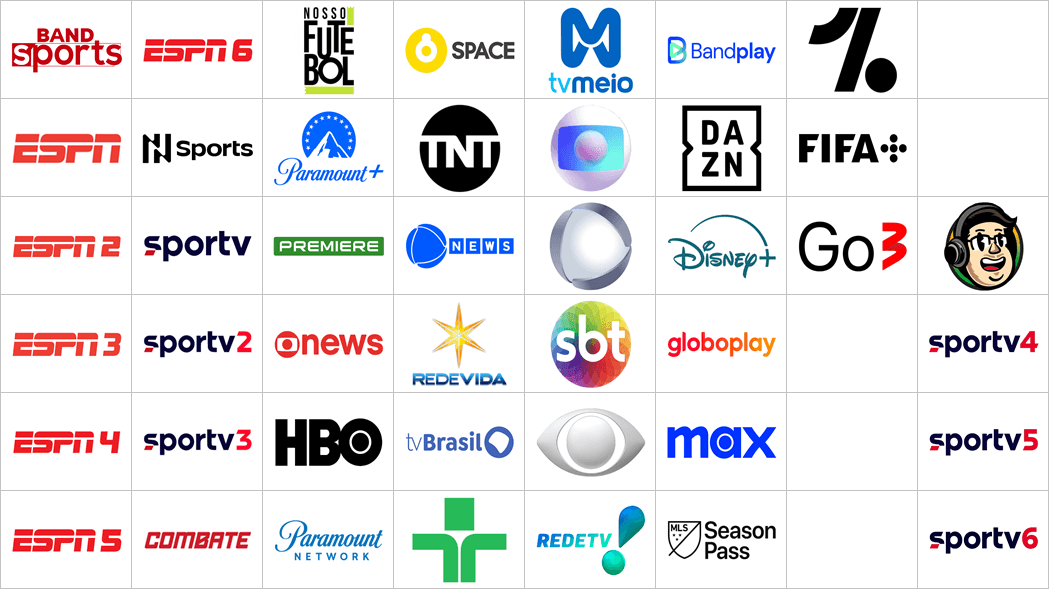 BAND
sports
ESPN 6
NOSSO
FUTE
BOL
6 SPACE
tvmeio
Bandplay
1
ESPN
N Sports
Paramount+
TNT
DA
ZN
FIFA+
ESPN 2
sportv
PREMIERE
NEWS
Disney+
Go3
ESPN 3
sportv2
news
REDEVIDA
sbt
globoplay
sportv4
ESPN 4
sportv3
HBO
tvBrasil
max
sportv5
ESPN 5
COMBATE
Paramount
NETWORK
REDETV!
MLS
Season
Pass
sportv6